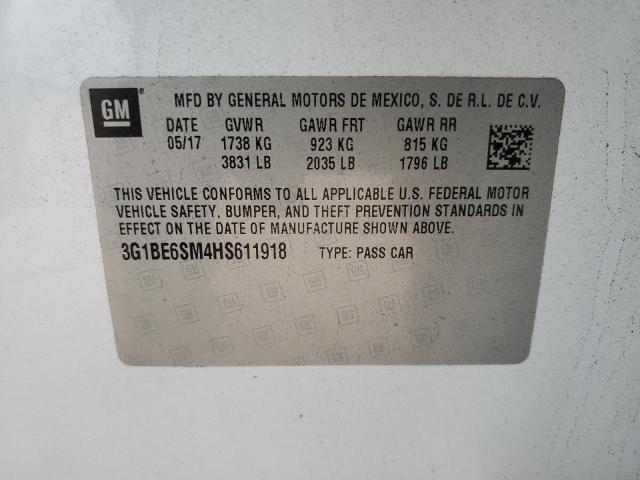 GM
MFD BY GENERAL MOTORS DE MEXICO, S. DE R.L. DE C.V.
DATE GVWR GAWR FRT GAWR RR
05/17 1738 KG 923 KG 815 KG
3831 LB 2035 LB 1796 LB
THIS VEHICLE CONFORMS TO ALL APPLICABLE U.S. FEDERAL MOTOR
VEHICLE SAFETY, BUMPER, AND THEFT PREVENTION STANDARDS IN
EFFECT ON THE DATE OF MANUFACTURE SHOWN ABOVE.
3G1BE6SM4HS611918 TYPE: PASS CAR